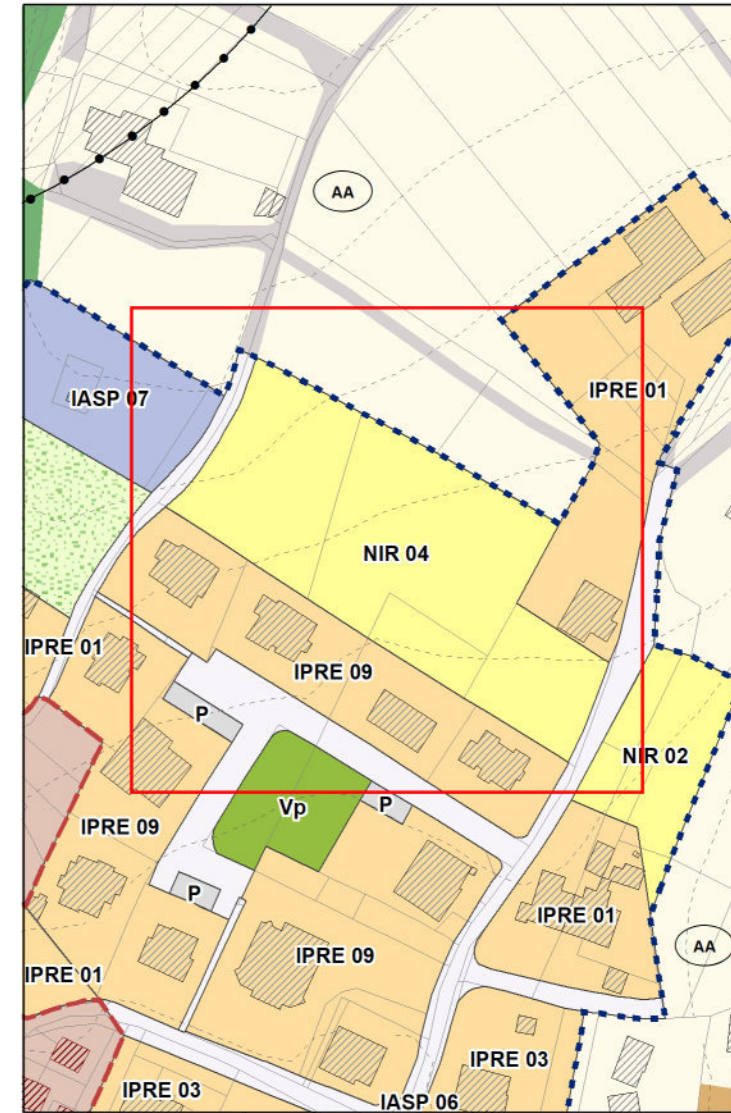 AA
IPRE 01
IASP 07
NIR 04
IPRE 01
IPRE 09
P
NIR 02
Vp
P
IPRE 09
P
IPRE 01
AA
IPRE 09
IPRE 01
IPRE 03
IPRE 03
IASP 06